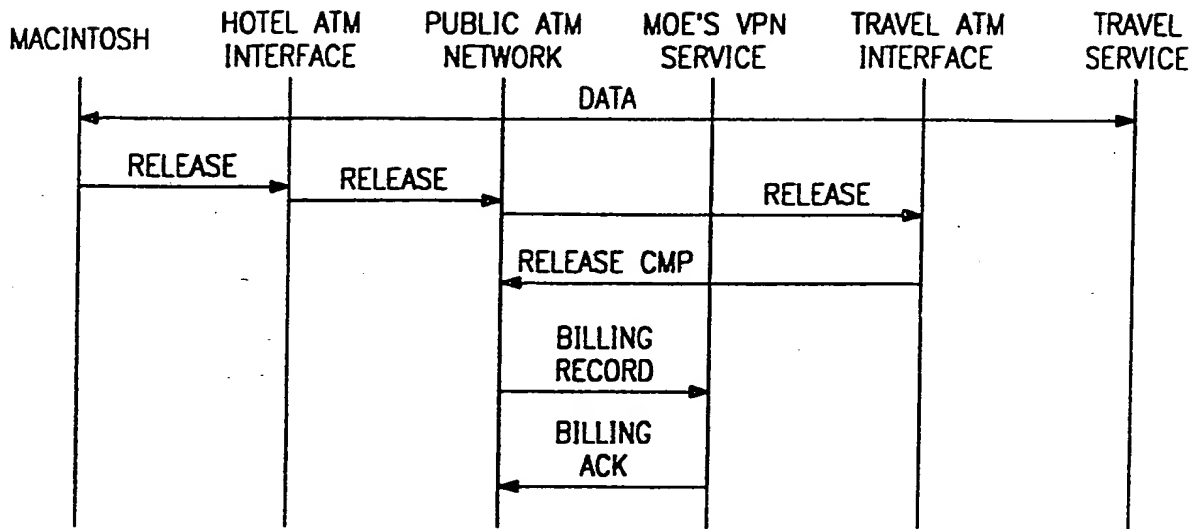 MACINTOSH
HOTEL ATM
INTERFACE
PUBLIC ATM
NETWORK
MOE'S VPN
SERVICE
TRAVEL ATM
INTERFACE
TRAVEL
SERVICE
DATA
RELEASE
RELEASE
RELEASE
RELEASE CMP
BILLING
RECORD
BILLING
ACK